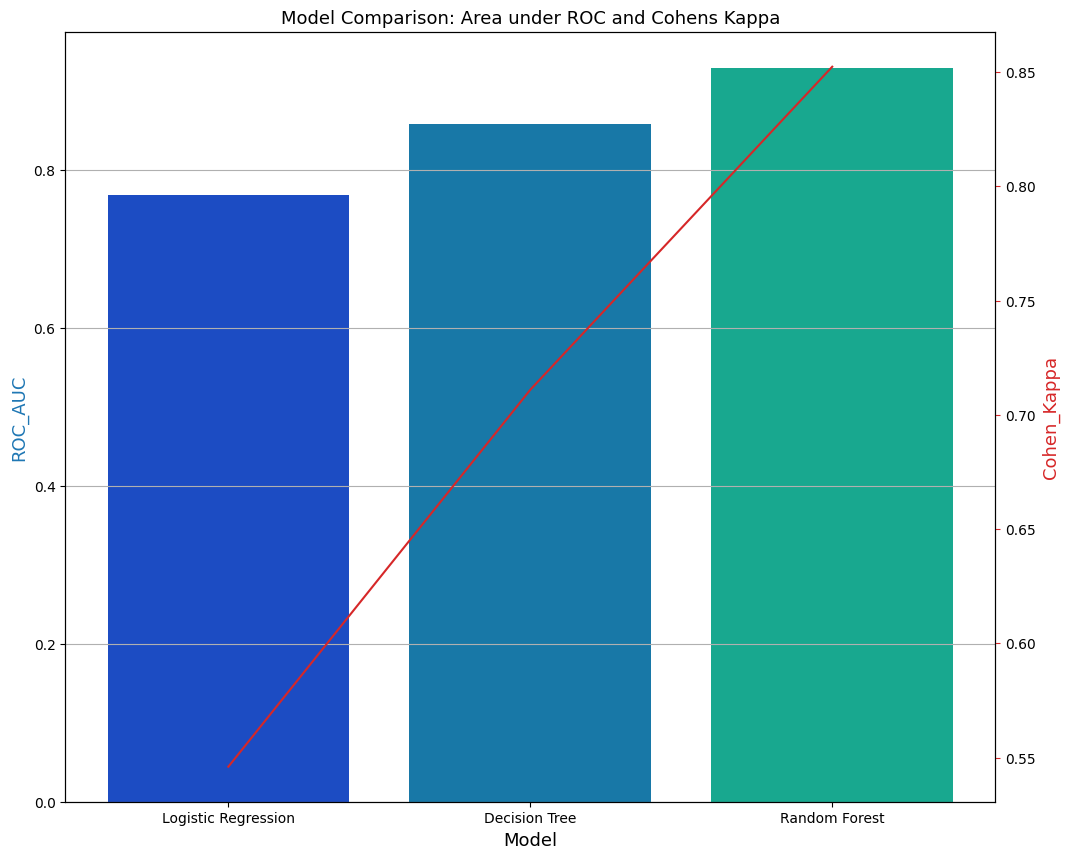 Model Comparison: Area under ROC and Cohens Kappa
0.8
0.6
0.4
0.2
0.0
ROC_AUC
0.85
0.80
0.75
0.70
0.65
0.60
0.55
Cohen_Kappa
Logistic Regression
Decision Tree
Random Forest
Model